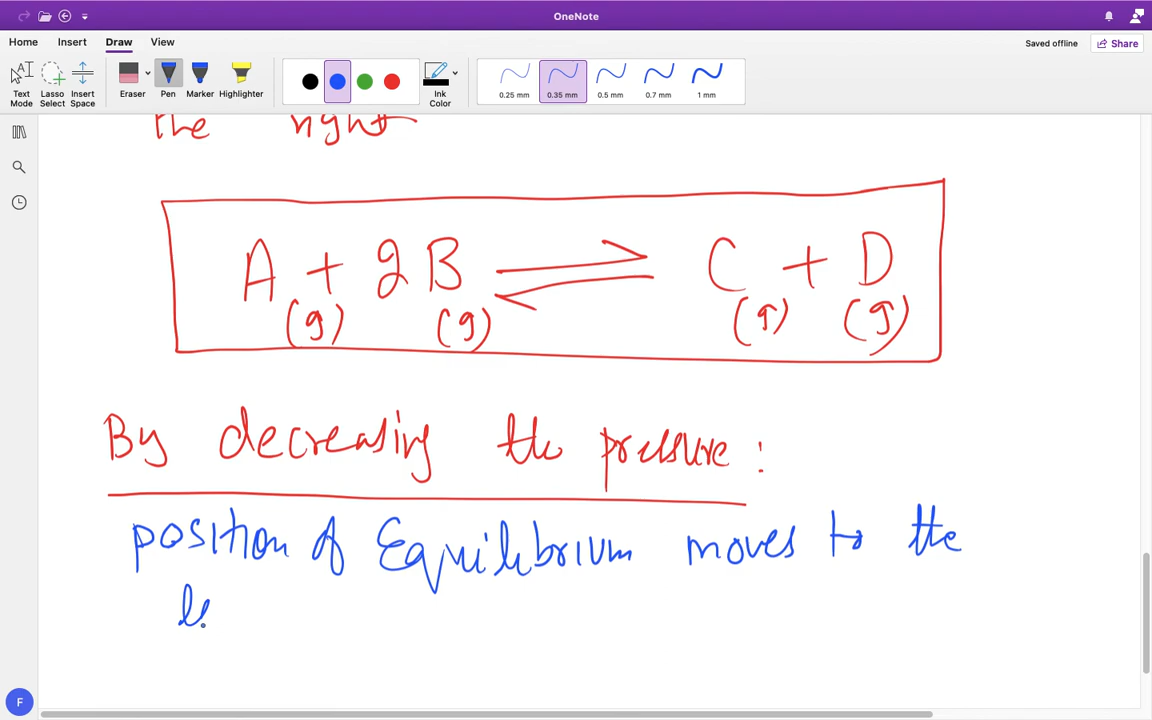 OneNote
Home Insert Draw View
Saved offline Share
Text Mode Lasso Select Insert Space Eraser Pen Marker Highlighter Ink Color 0.25 mm 0.35 mm 0.5 mm 0.7 mm 1 mm
the right
A + 2B ⇌ C + D
(g) (g) (g) (g)
By decreasing the pressure :
position of Equilibrium moves to the
le
F